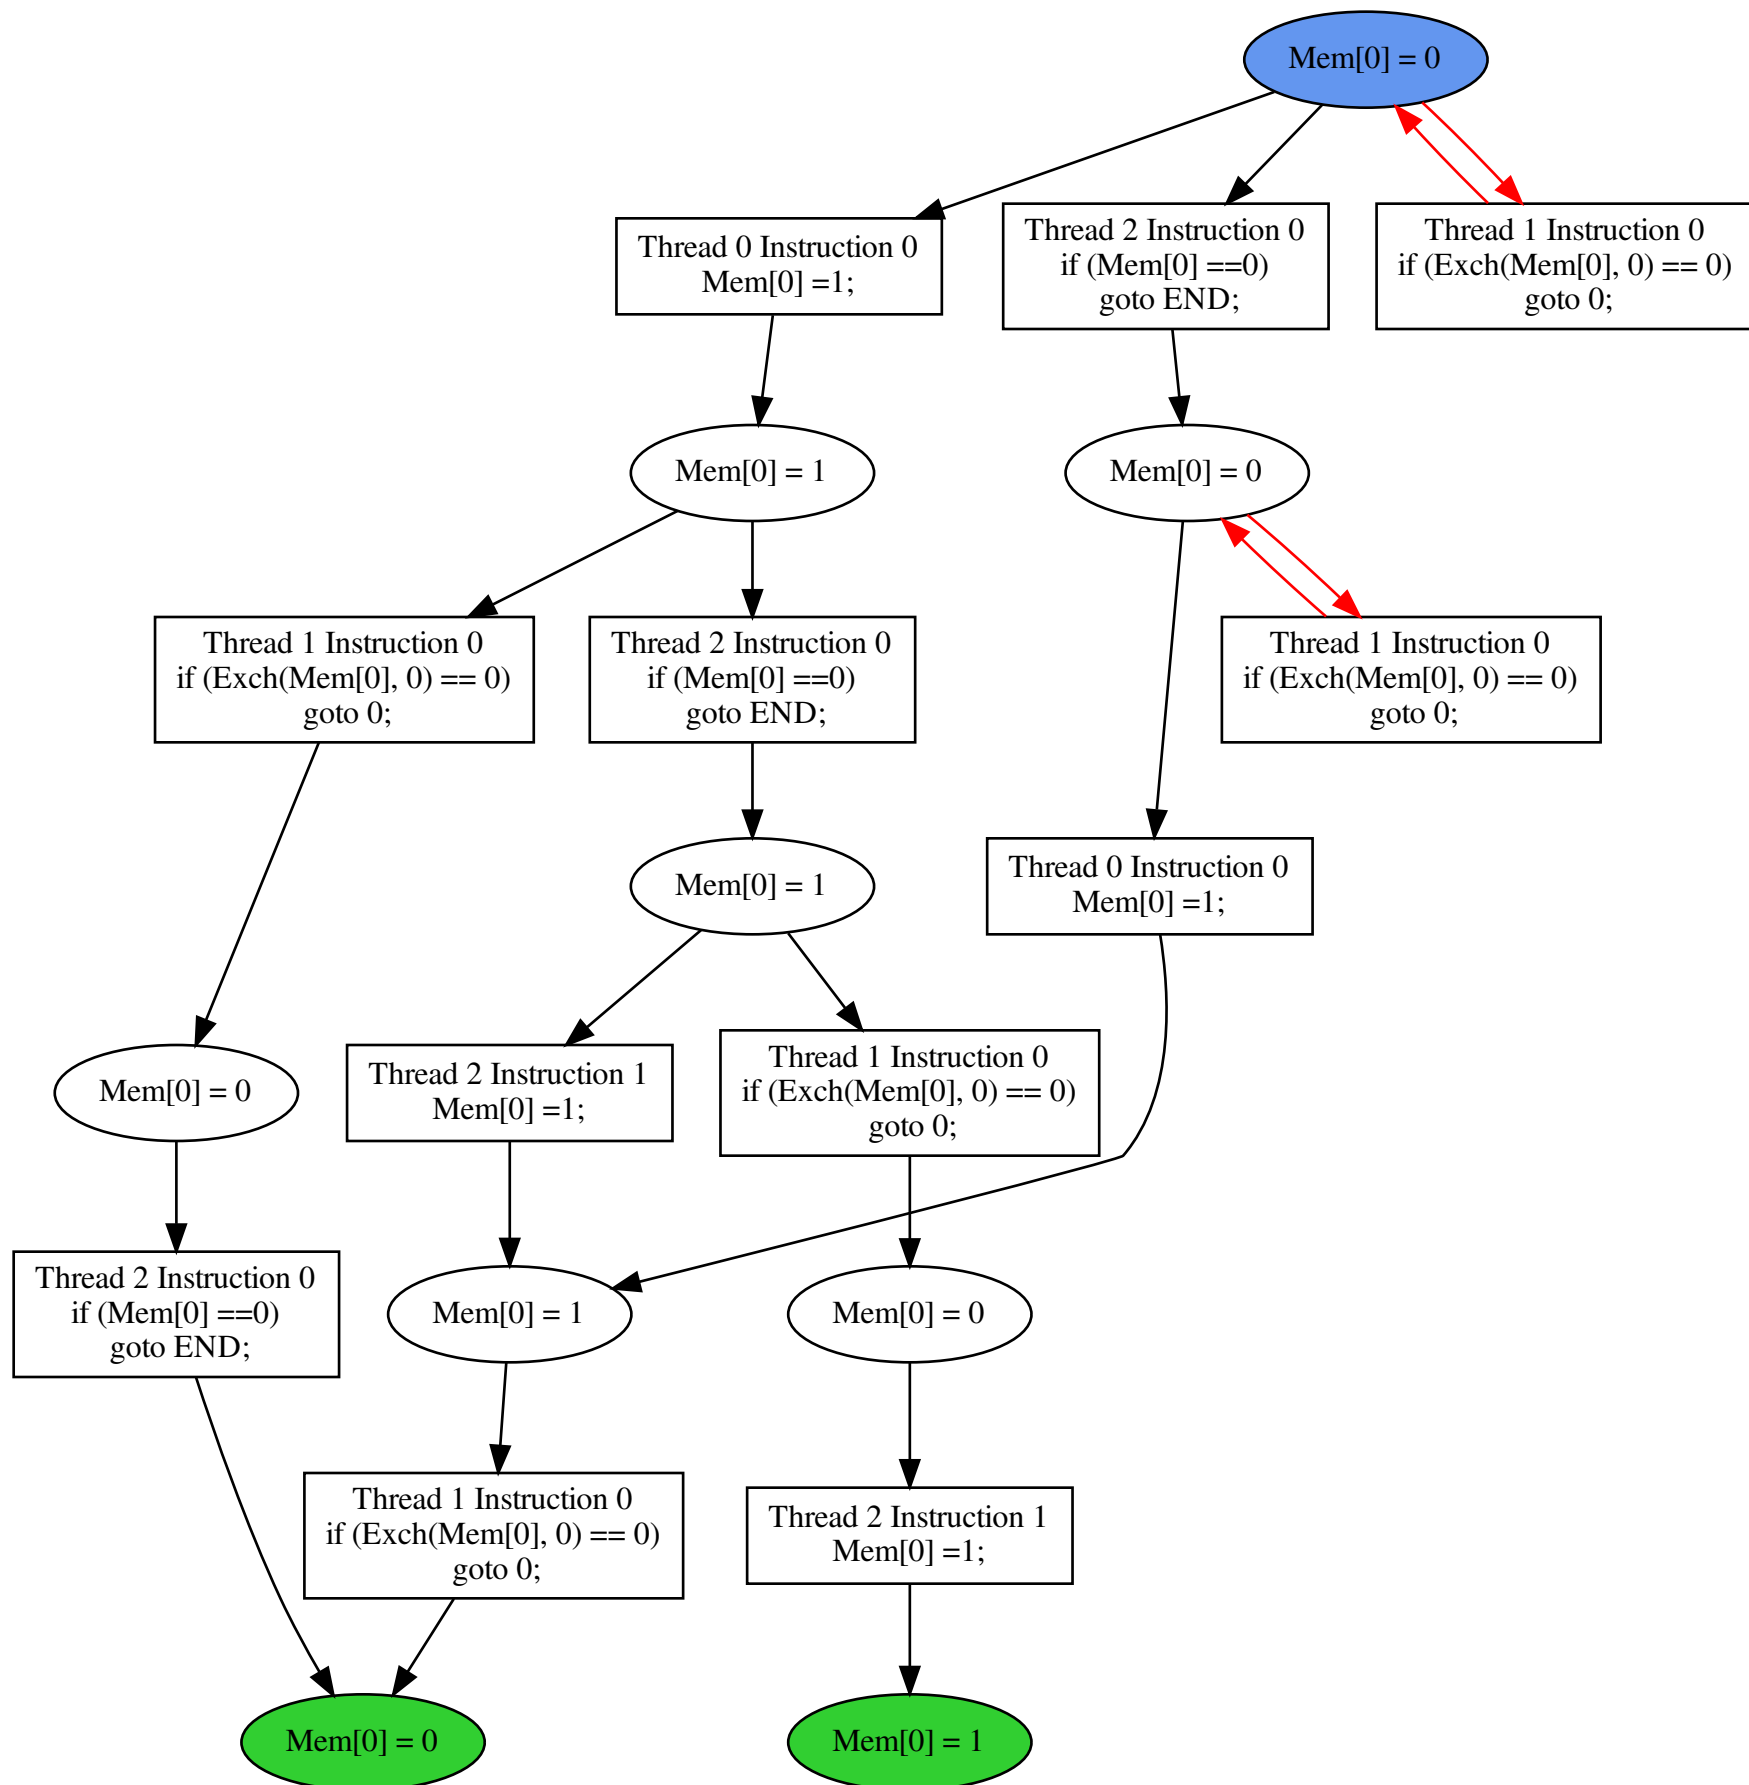 Mem[0] = 0
Thread 0 Instruction 0
Mem[0] =1;
Thread 2 Instruction 0
if (Mem[0] ==0)
goto END;
Thread 1 Instruction 0
if (Exch(Mem[0], 0) == 0)
goto 0;
Mem[0] = 1
Mem[0] = 0
Thread 1 Instruction 0
if (Exch(Mem[0], 0) == 0)
goto 0;
Thread 2 Instruction 0
if (Mem[0] ==0)
goto END;
Thread 1 Instruction 0
if (Exch(Mem[0], 0) == 0)
goto 0;
Mem[0] = 1
Thread 0 Instruction 0
Mem[0] =1;
Mem[0] = 0
Thread 2 Instruction 1
Mem[0] =1;
Thread 1 Instruction 0
if (Exch(Mem[0], 0) == 0)
goto 0;
Thread 2 Instruction 0
if (Mem[0] ==0)
goto END;
Mem[0] = 1
Mem[0] = 0
Thread 1 Instruction 0
if (Exch(Mem[0], 0) == 0)
goto 0;
Thread 2 Instruction 1
Mem[0] =1;
Mem[0] = 0
Mem[0] = 1